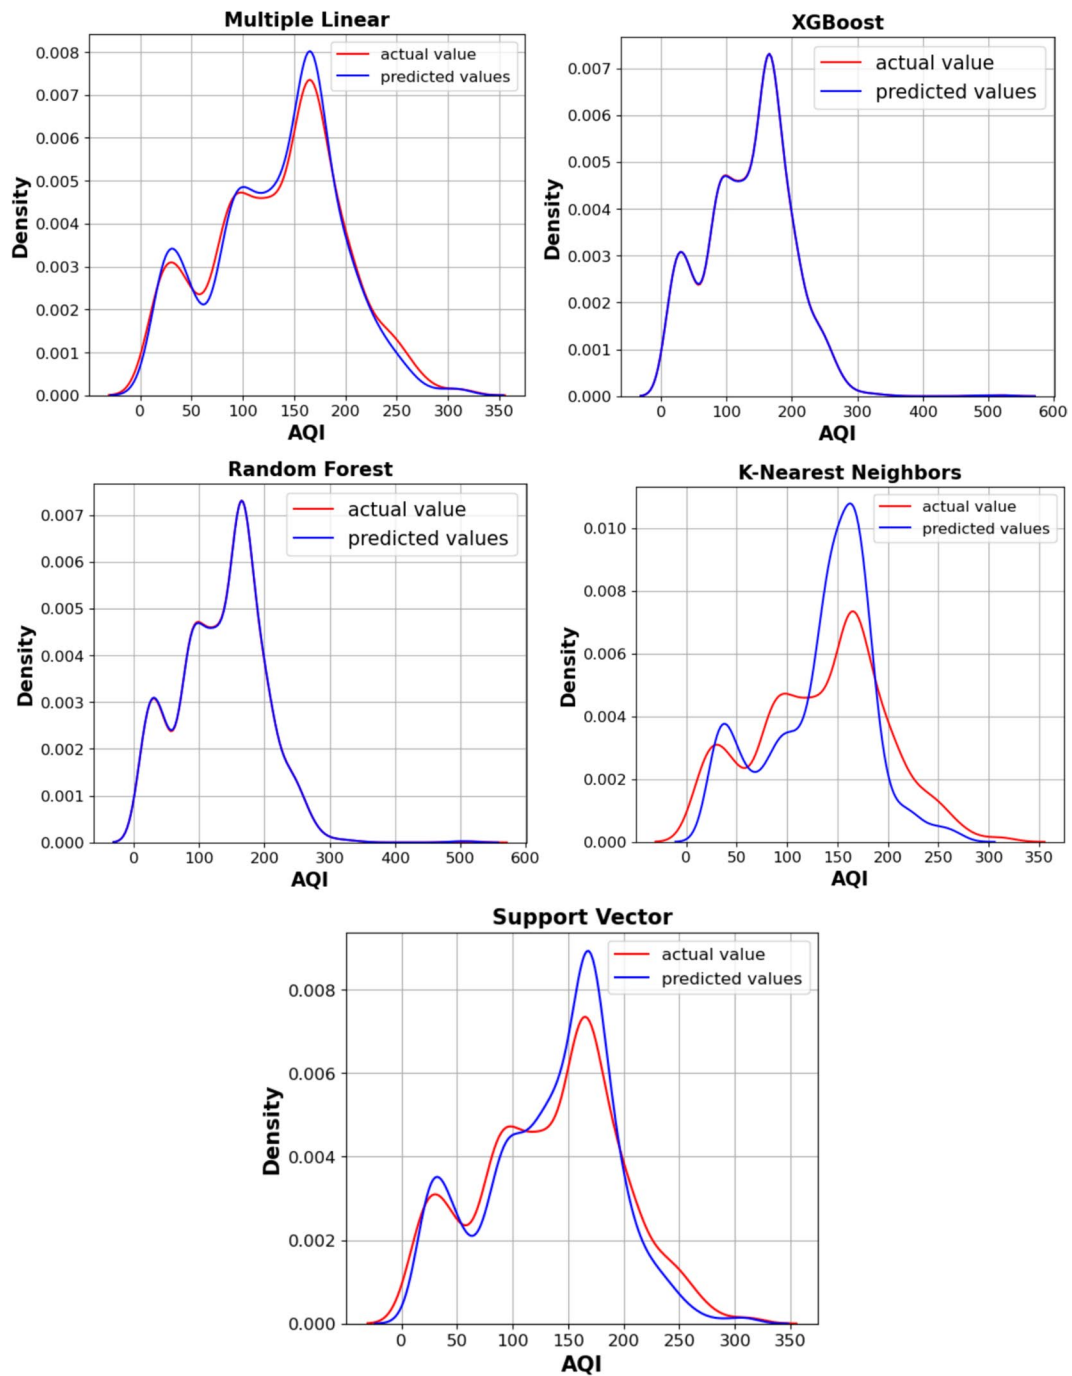 Multiple Linear
actual value
predicted values
0.008
0.007
0.006
0.005
0.004
0.003
0.002
0.001
0.000
Density
0 50 100 150 200 250 300 350
AQI
XGBoost
actual value
predicted values
0.007
0.006
0.005
0.004
0.003
0.002
0.001
0.000
Density
0 100 200 300 400 500 600
AQI
Random Forest
actual value
predicted values
0.007
0.006
0.005
0.004
0.003
0.002
0.001
0.000
Density
0 100 200 300 400 500 600
AQI
K-Nearest Neighbors
actual value
predicted values
0.010
0.008
0.006
0.004
0.002
0.000
Density
0 50 100 150 200 250 300 350
AQI
Support Vector
actual value
predicted values
0.008
0.006
0.004
0.002
0.000
Density
0 50 100 150 200 250 300 350
AQI